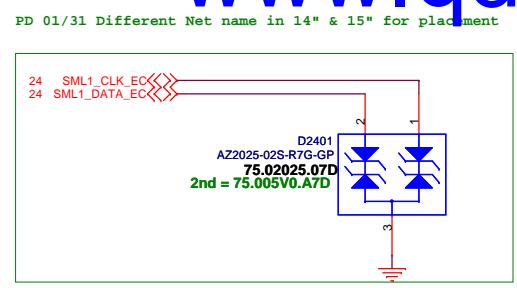 PD 01/31 Different Net name in 14" & 15" for placement
24 SML1_CLK_EC
24 SML1_DATA_EC
2
1
D2401
AZ2025-02S-R7G-GP
75.02025.07D
2nd = 75.005V0.A7D
3